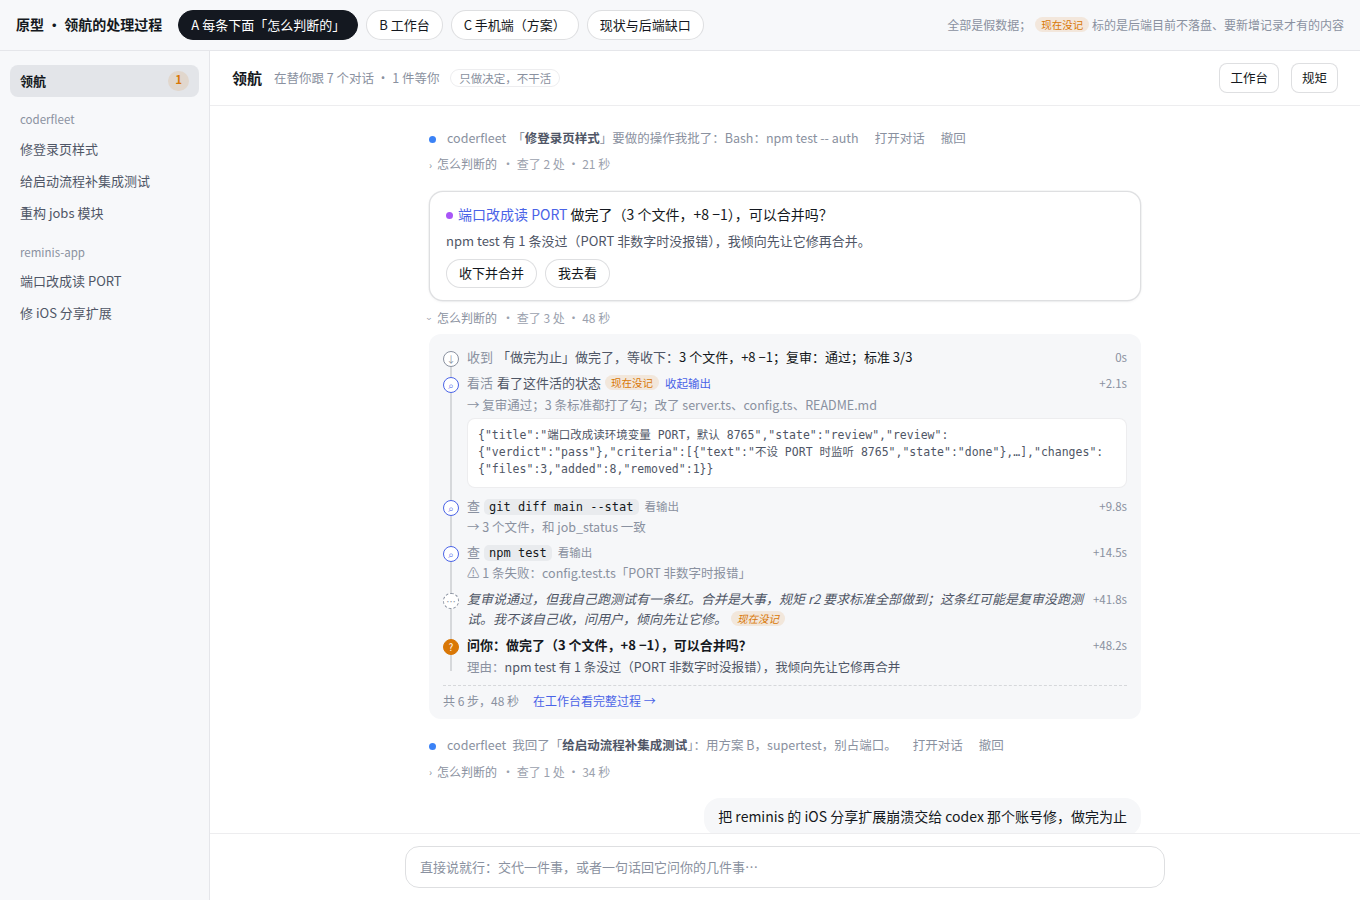 原型 · 领航的处理过程 A 每条下面「怎么判断的」 B 工作台 C 手机端（方案） 现状与后端缺口 全部是假数据； 现在没记 标的是后端目前不落盘、要新增记录才有的内容
领航 1
coderfleet
修登录页样式
给启动流程补集成测试
重构 jobs 模块
reminis-app
端口改成读 PORT
修 iOS 分享扩展
领航 在替你跟 7 个对话 · 1 件等你 只做决定，不干活 工作台 规矩
coderfleet 「修登录页样式」要做的操作我批了：Bash：npm test -- auth 打开对话 撤回
› 怎么判断的 · 查了 2 处 · 21 秒
端口改成读 PORT 做完了（3 个文件，+8 −1），可以合并吗？
npm test 有 1 条没过（PORT 非数字时没报错），我倾向先让它修再合并。
收下并合并 我去看
怎么判断的 · 查了 3 处 · 48 秒
↓ 收到 「做完为止」做完了，等收下：3 个文件，+8 −1；复审：通过；标准 3/3 0s
看活 看了这件活的状态 现在没记 收起输出 +2.1s
→ 复审通过；3 条标准都打了勾；改了 server.ts、config.ts、README.md
{"title":"端口改成读环境变量 PORT，默认 8765","state":"review","review":
{"verdict":"pass"},"criteria":[{"text":"不设 PORT 时监听 8765","state":"done"},…],"changes":
{"files":3,"added":8,"removed":1}}
查 git diff main --stat 看输出 +9.8s
→ 3 个文件，和 job_status 一致
查 npm test 看输出 +14.5s
⚠ 1 条失败：config.test.ts「PORT 非数字时报错」
复审说通过，但我自己跑测试有一条红。合并是大事，规矩 r2 要求标准全部做到；这条红可能是复审没跑测 +41.8s
试。我不该自己收，问用户，倾向先让它修。 现在没记
? 问你：做完了（3 个文件，+8 −1），可以合并吗？ +48.2s
理由：npm test 有 1 条没过（PORT 非数字时没报错），我倾向先让它修再合并
共 6 步，48 秒 在工作台看完整过程 →
coderfleet 我回了「给启动流程补集成测试」：用方案 B，supertest，别占端口。 打开对话 撤回
› 怎么判断的 · 查了 1 处 · 34 秒
把 reminis 的 iOS 分享扩展崩溃交给 codex 那个账号修，做完为止
直接说就行：交代一件事，或者一句话回它问你的几件事…